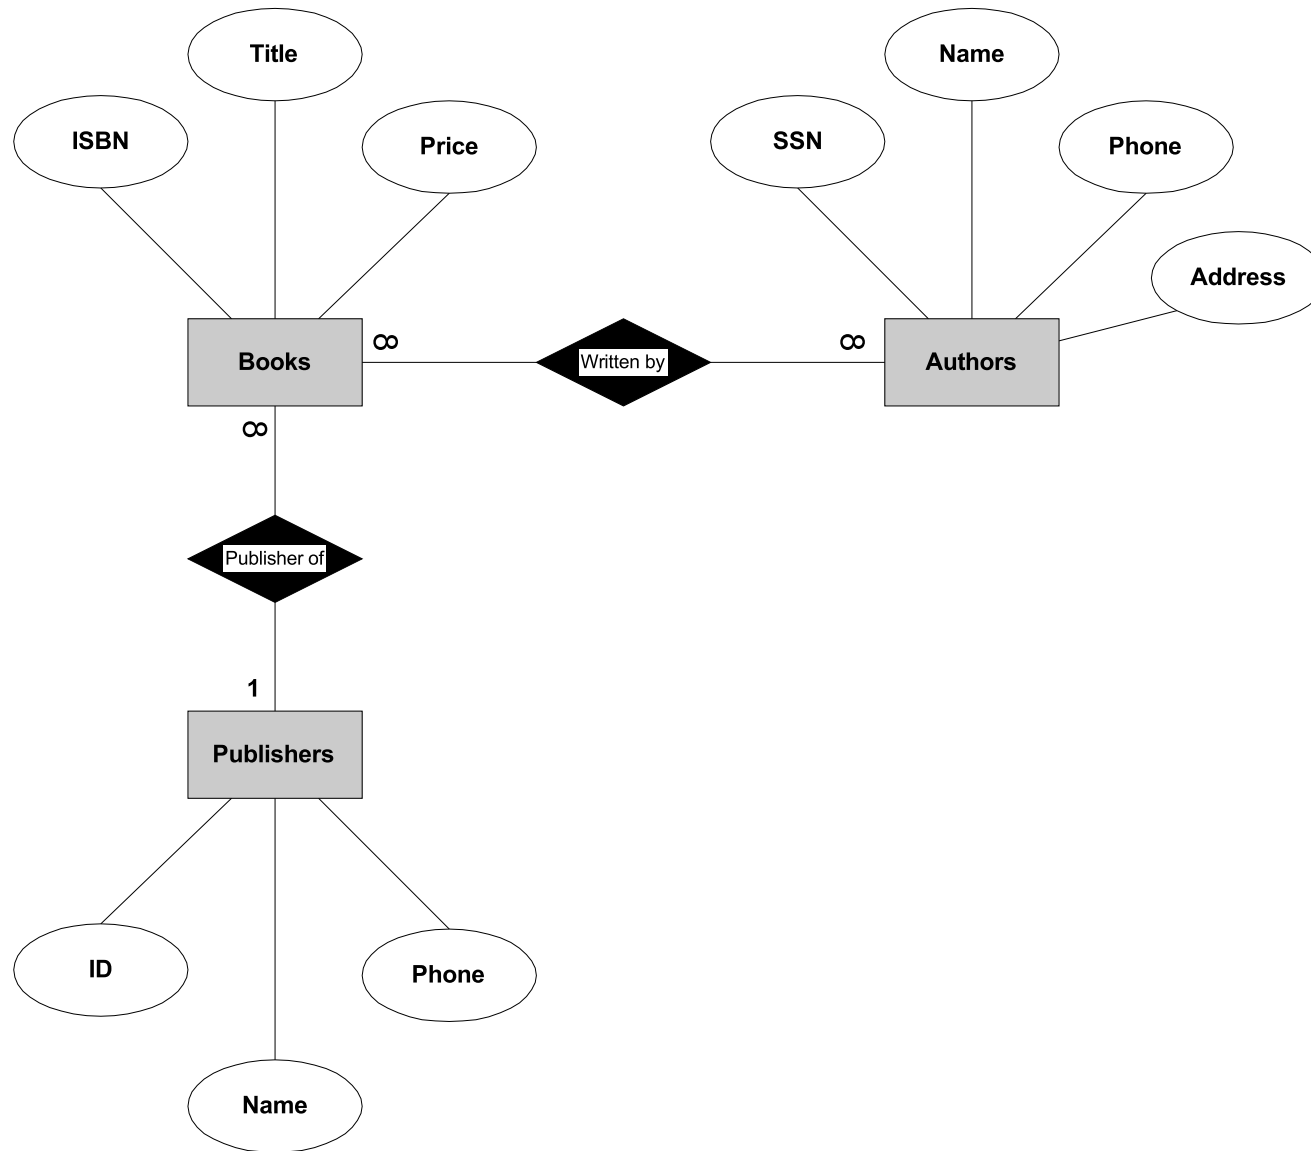 Title
Name
ISBN
Price
SSN
Phone
Address
Books
∞
Written by
∞
Authors
∞
Publisher of
1
Publishers
ID
Phone
Name